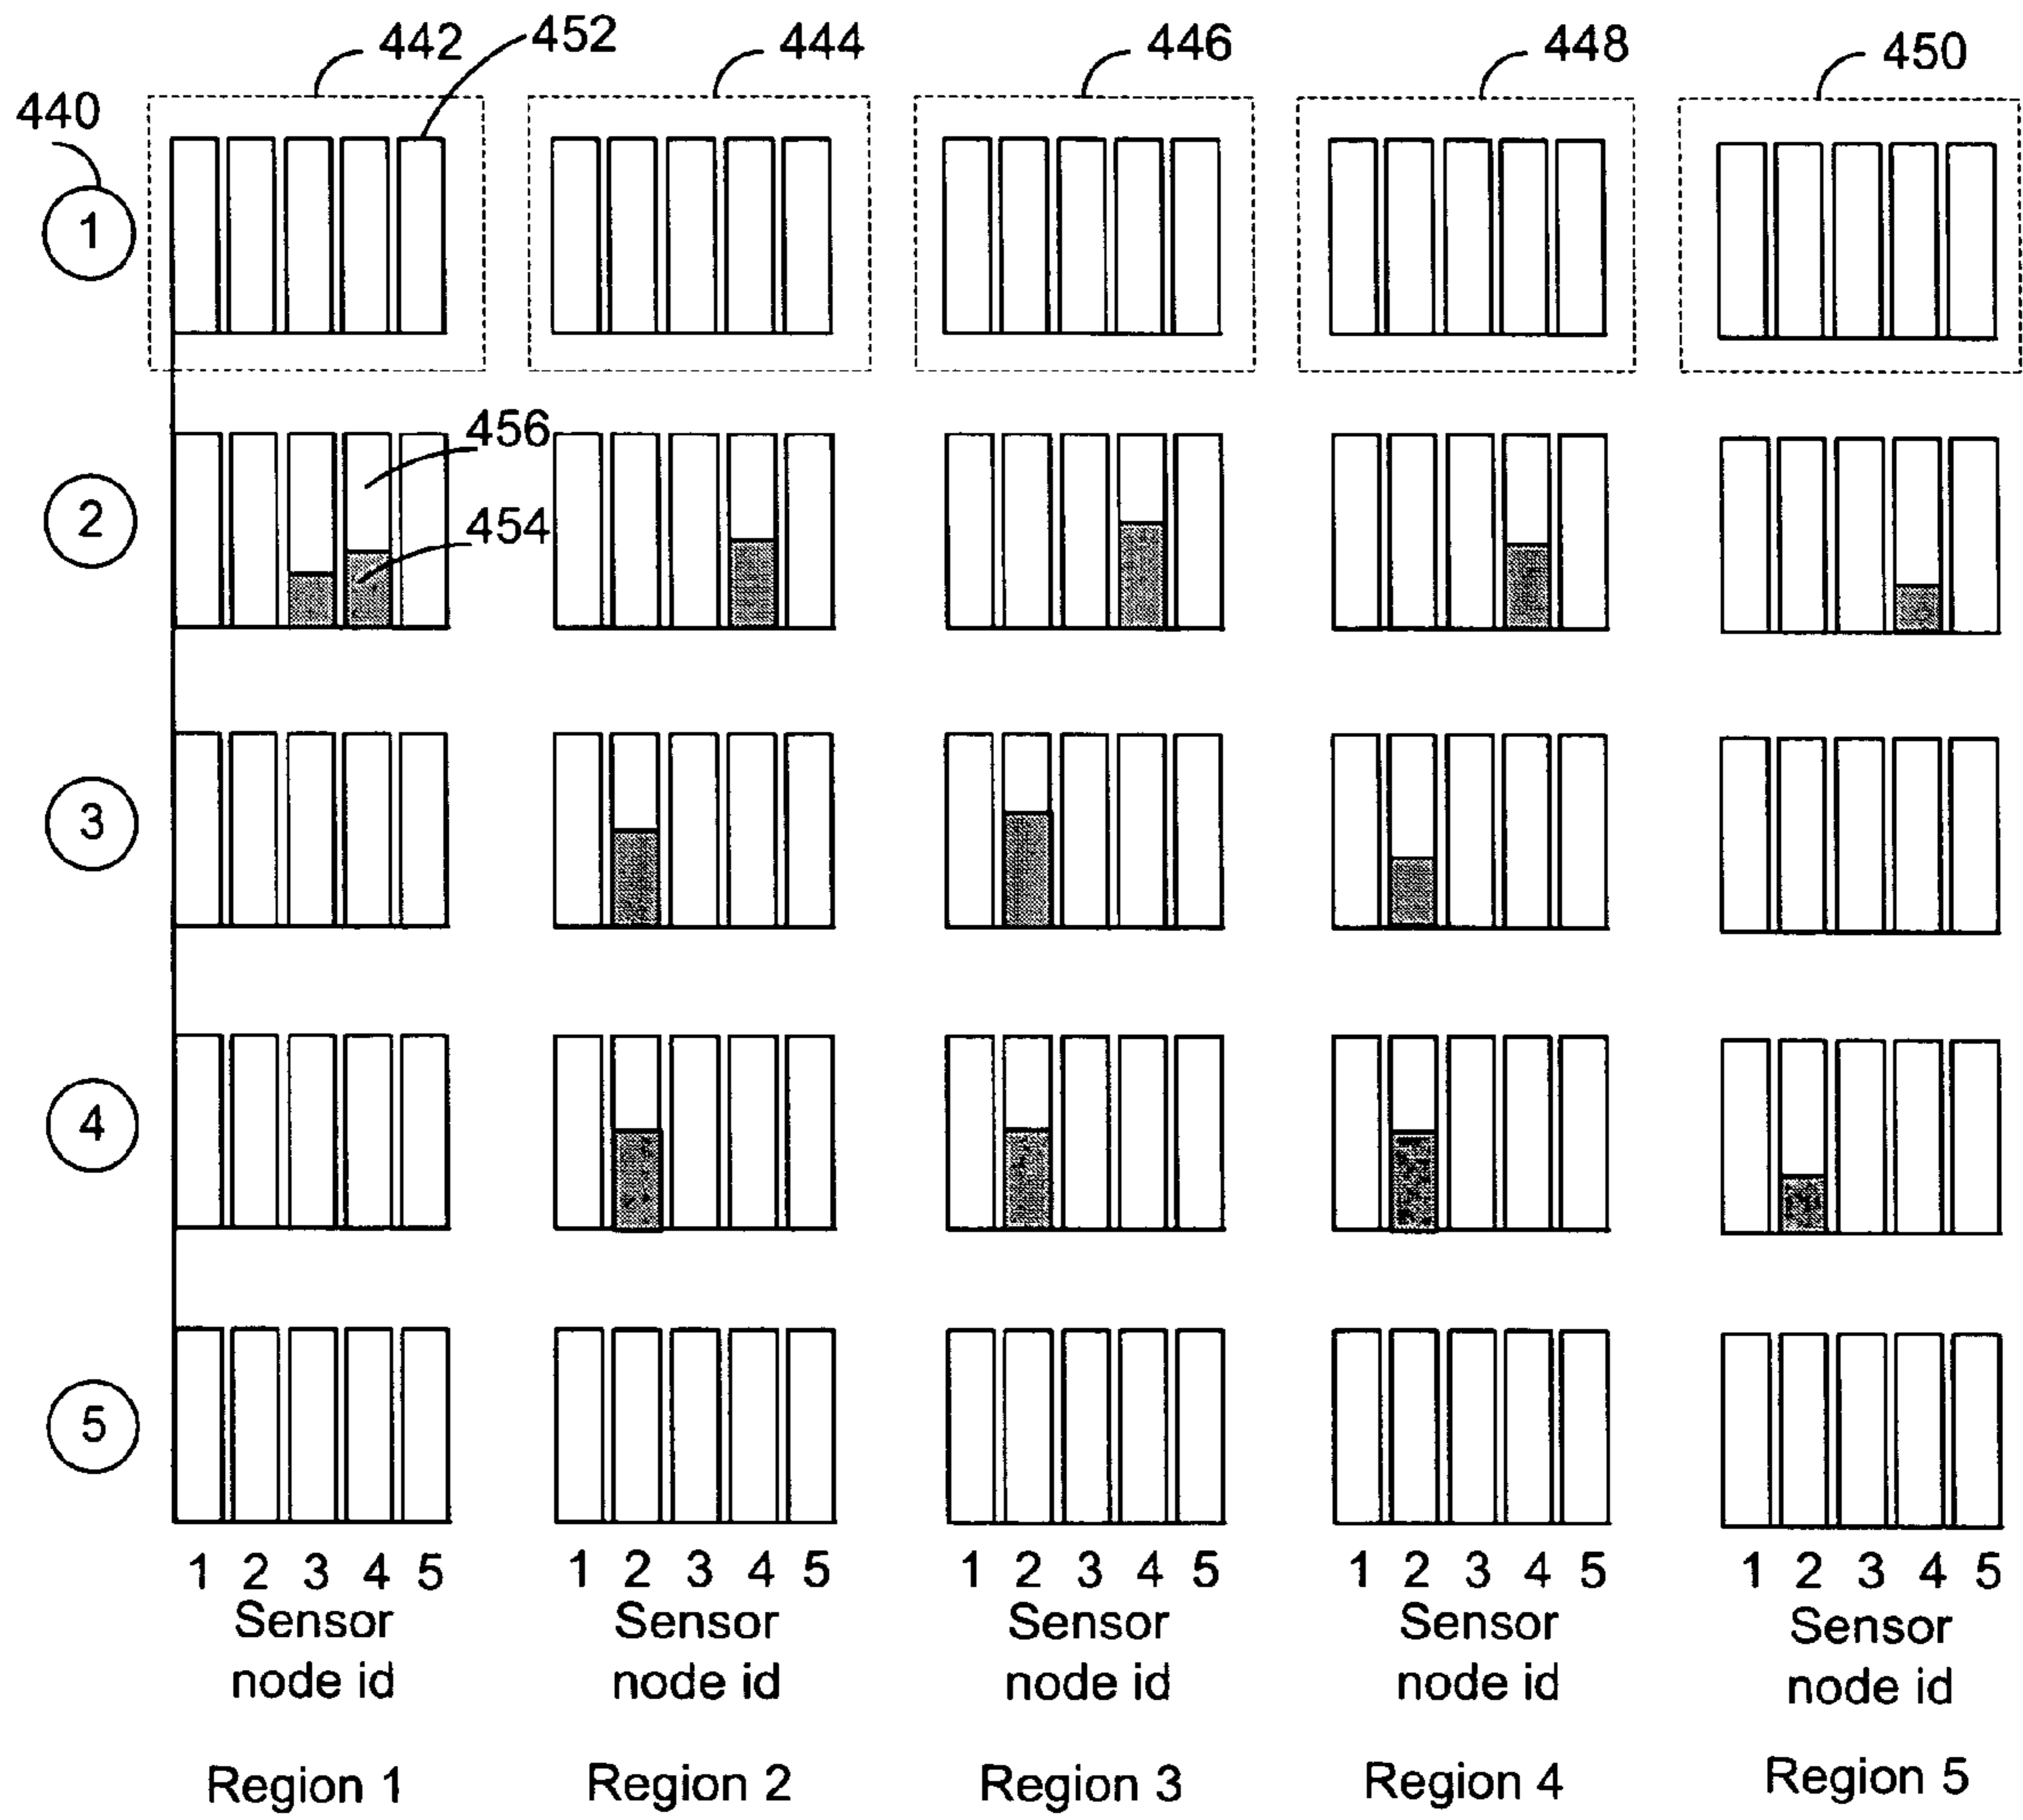 442 452 444 446 448 450
440
1
456
2
454
3
4
5
1 2 3 4 5 1 2 3 4 5 1 2 3 4 5 1 2 3 4 5 1 2 3 4 5
Sensor Sensor Sensor Sensor Sensor
node id node id node id node id node id
Region 1 Region 2 Region 3 Region 4 Region 5